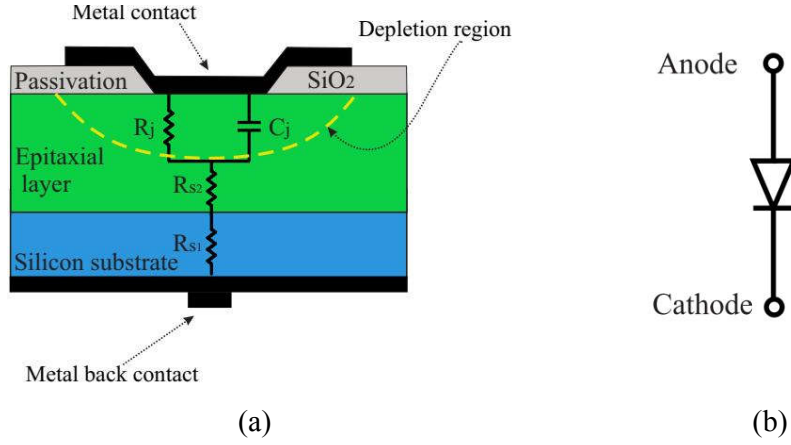 Metal contact
Depletion region
Passivation
SiO2
Rj
Cj
Epitaxial
layer
RS2
RS1
Silicon substrate
Metal back contact
(a)
Anode
Cathode
(b)